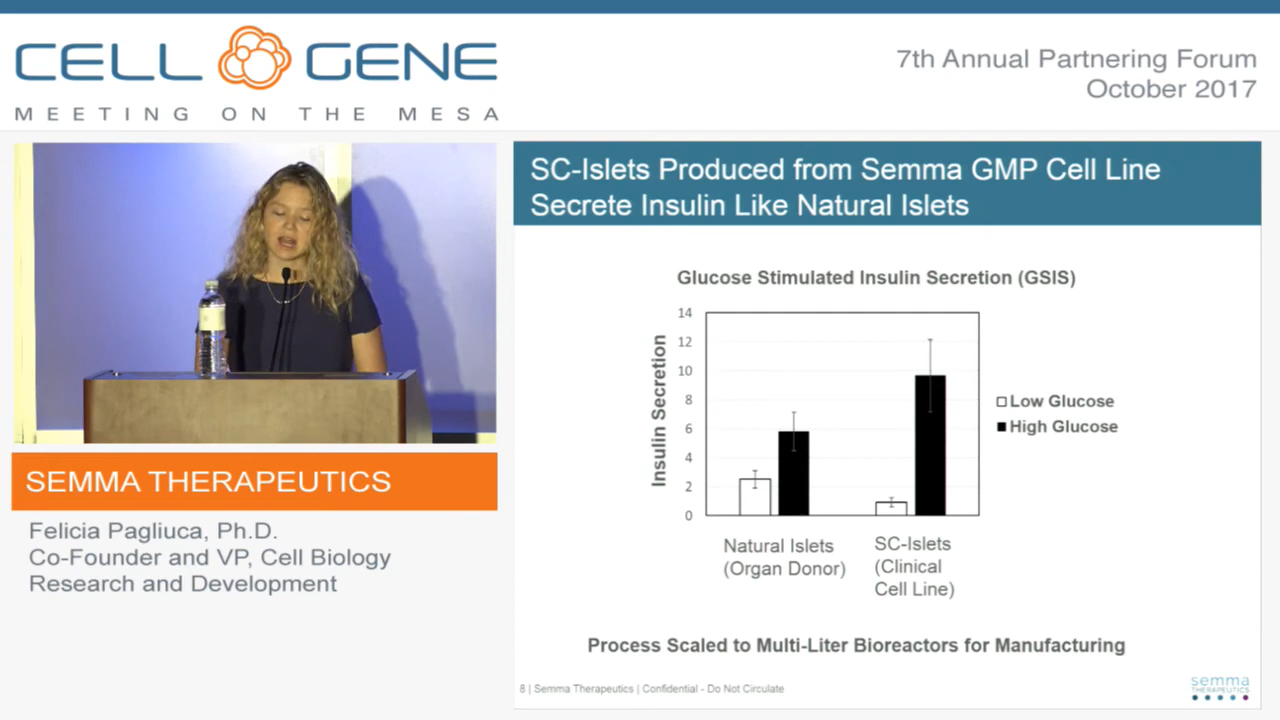 CELL GENE
MEETING ON THE MESA
7th Annual Partnering Forum
October 2017
SEMMA THERAPEUTICS
Felicia Pagliuca, Ph.D.
Co-Founder and VP, Cell Biology
Research and Development
SC-Islets Produced from Semma GMP Cell Line
Secrete Insulin Like Natural Islets
Glucose Stimulated Insulin Secretion (GSIS)
Insulin Secretion
14
12
10
8
6
4
2
0
Low Glucose
High Glucose
Natural Islets
(Organ Donor)
SC-Islets
(Clinical
Cell Line)
Process Scaled to Multi-Liter Bioreactors for Manufacturing
8 | Semma Therapeutics | Confidential - Do Not Circulate
semma
THERAPEUTICS